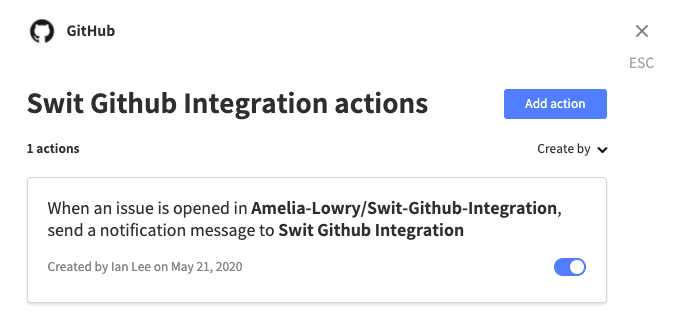 GitHub
ESC
Swit Github Integration actions
Add action
1 actions
Create by
When an issue is opened in Amelia-Lowry/Swit-Github-Integration,
send a notification message to Swit Github Integration
Created by Ian Lee on May 21, 2020